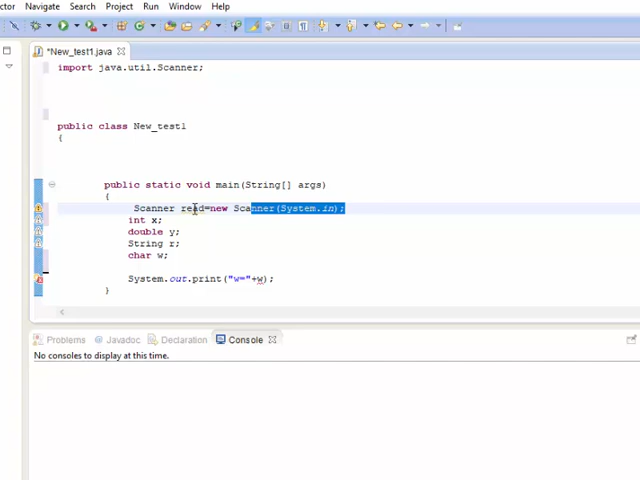 ctor Navigate Search Project Run Window Help
*New_test1.java
import java.util.Scanner;
public class New_test1
{
public static void main(String[] args)
{
Scanner read=new Scanner(System.in);
int x;
double y;
String r;
char w;
System.out.print("w="+w);
}
Problems @ Javadoc Declaration Console
No consoles to display at this time.